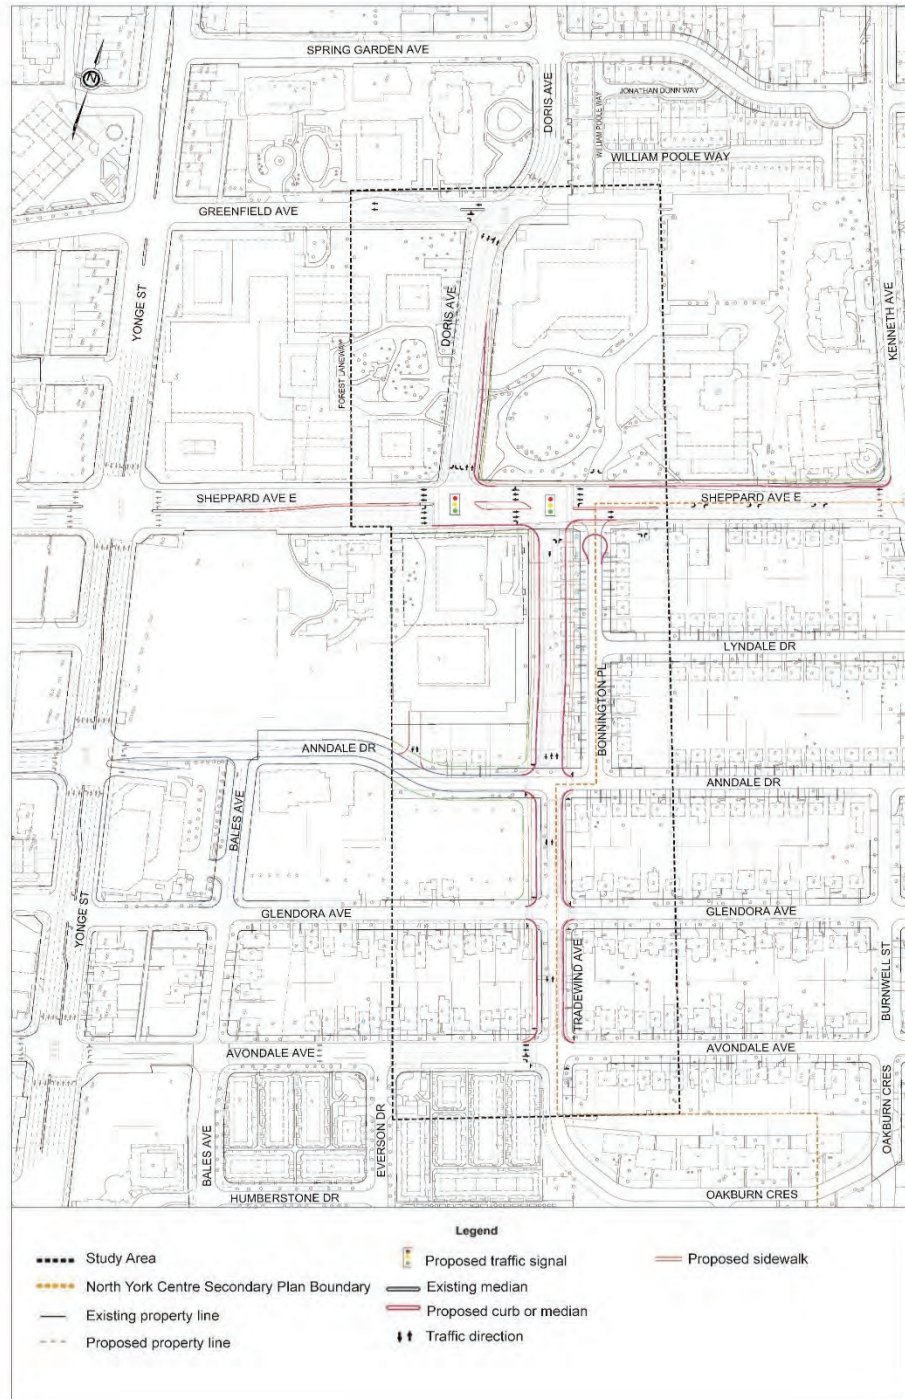 SPRING GARDEN AVE
DORIS AVE
JONATHAN DUNN WAY
WILLIAM POOLE WAY
WILLIAM POOLE WAY
GREENFIELD AVE
YONGE ST
DORIS AVE
FOREST LANEWAY
KENNETH AVE
SHEPPARD AVE E
SHEPPARD AVE E
LYNDALE DR
BONNINGTON PL
ANNDALE DR
ANNDALE DR
BALES AVE
YONGE ST
GLENDORA AVE
GLENDORA AVE
TRADEWIND AVE
BURNWELL ST
AVONDALE AVE
AVONDALE AVE
BALES AVE
EVERSON DR
OAKBURN CRES
HUMBERSTONE DR
OAKBURN CRES
Legend
Study Area
North York Centre Secondary Plan Boundary
Existing property line
Proposed property line
Proposed traffic signal
Existing median
Proposed curb or median
Traffic direction
Proposed sidewalk